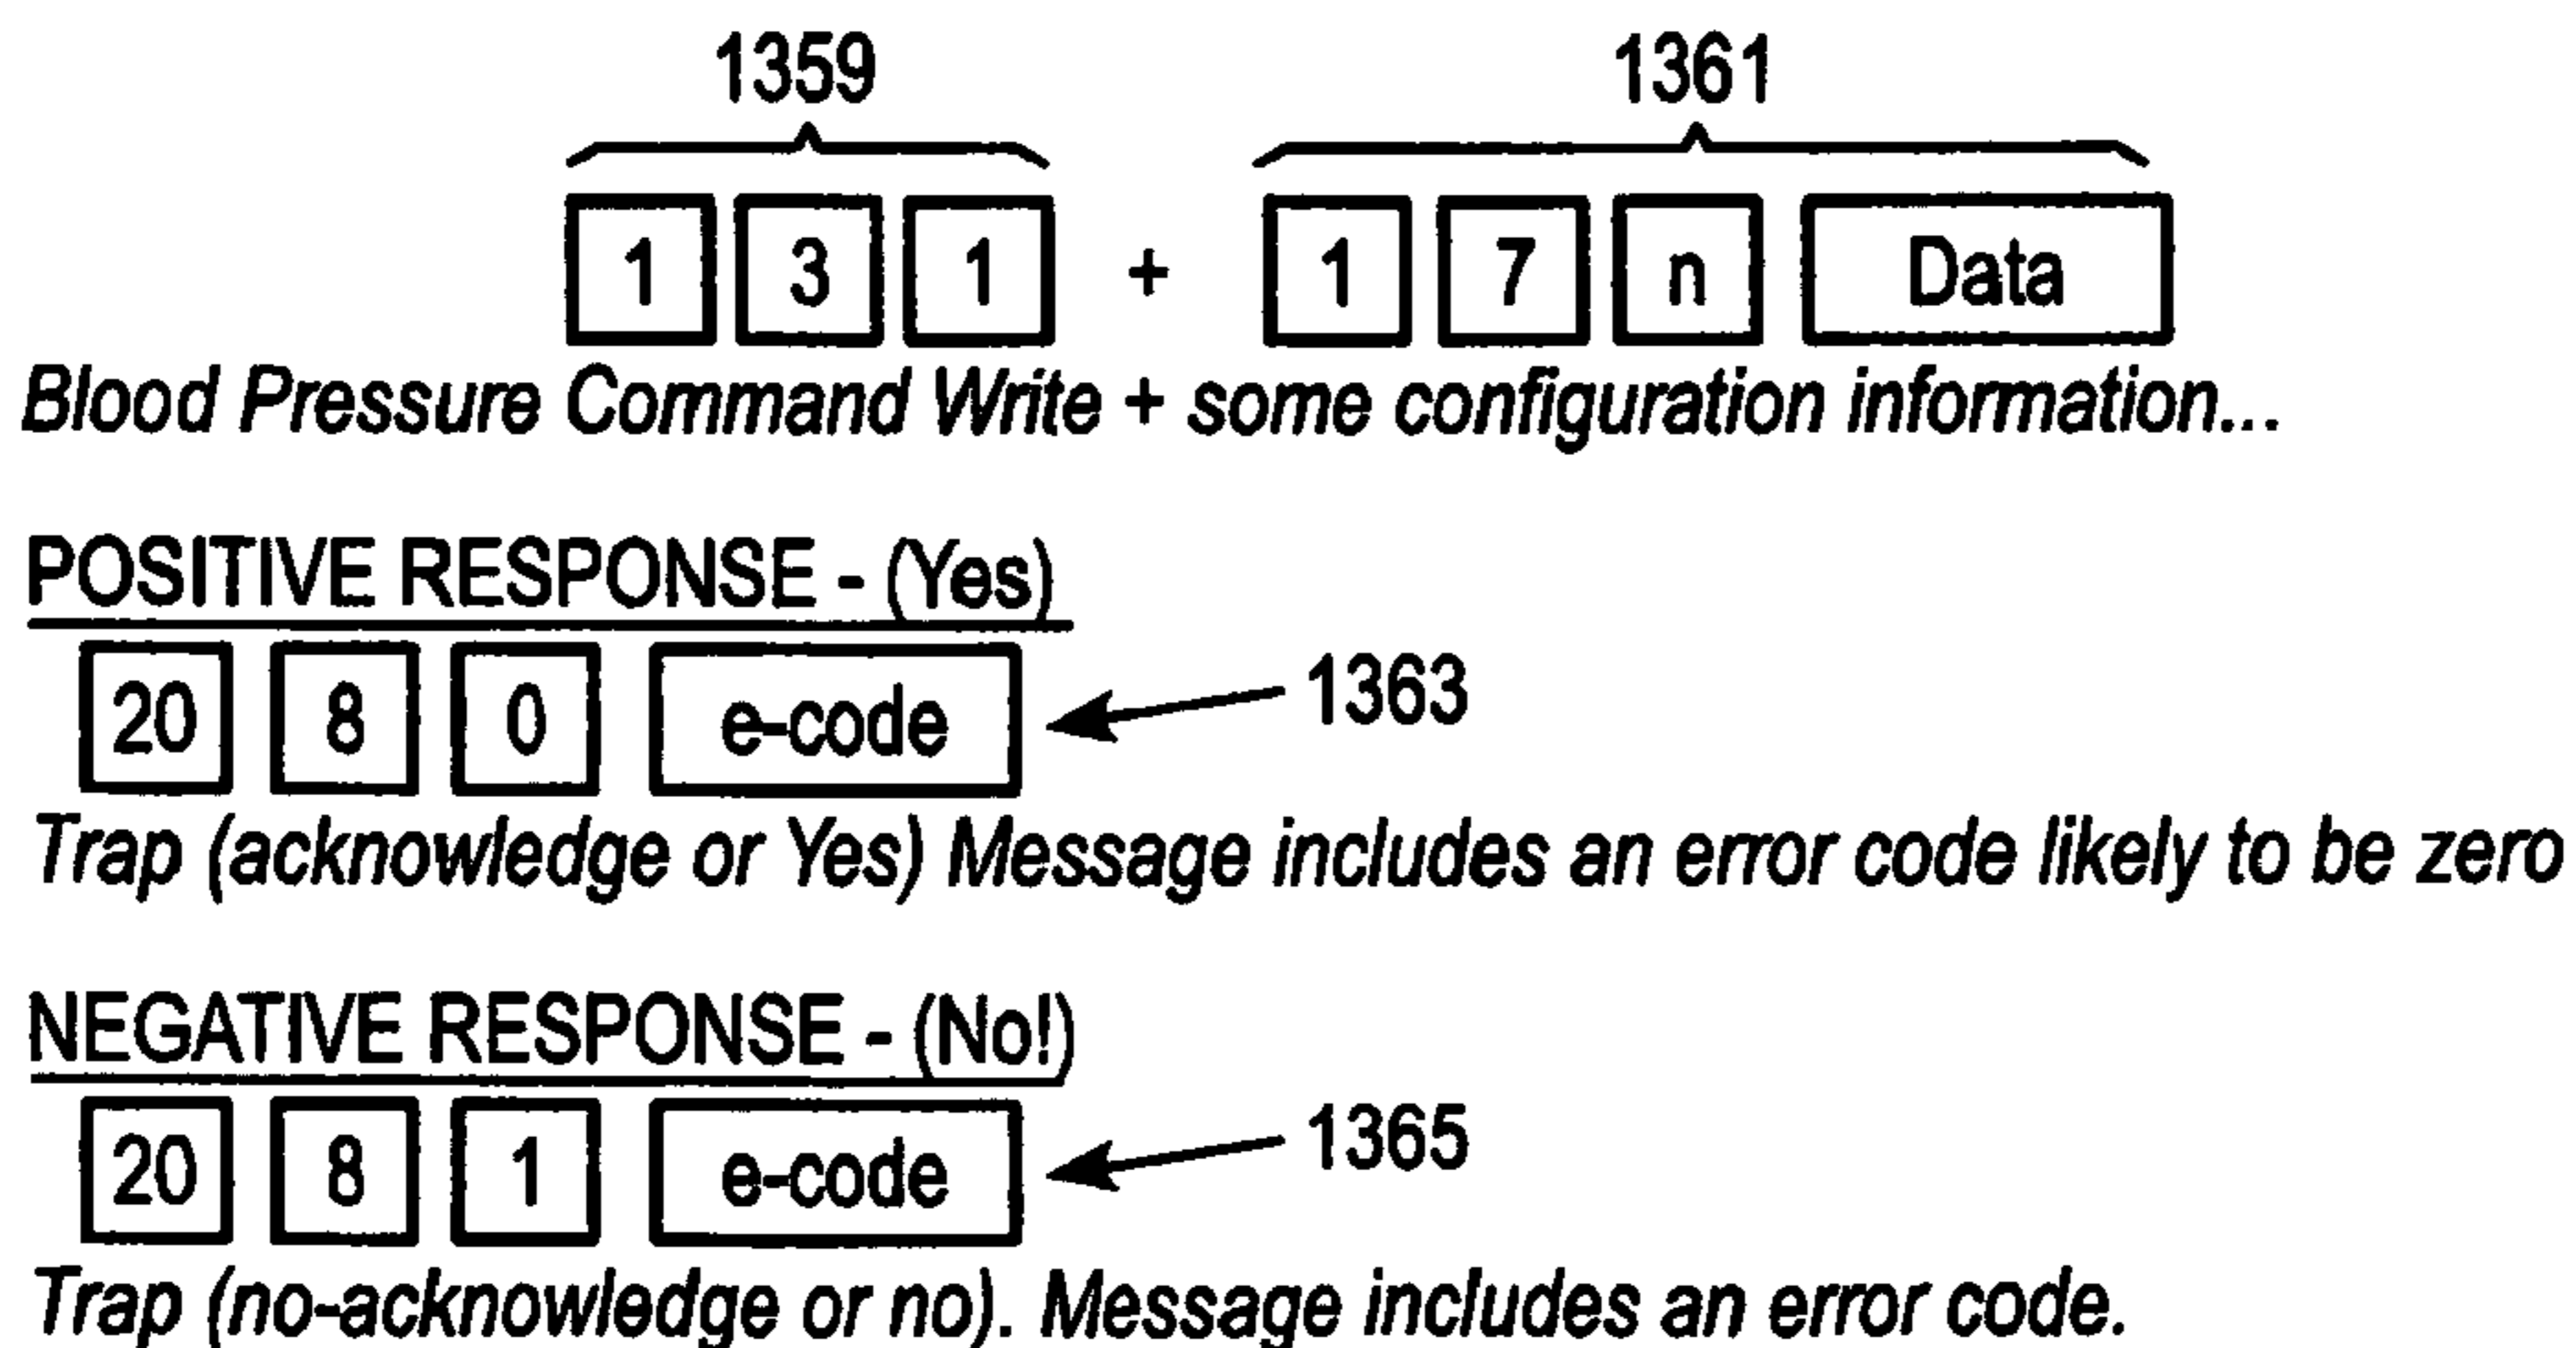 1359 1361
1 3 1 + 1 7 n Data
Blood Pressure Command Write + some configuration information...
POSITIVE RESPONSE - (Yes)
20 8 0 e-code 1363
Trap (acknowledge or Yes) Message includes an error code likely to be zero
NEGATIVE RESPONSE - (No!)
20 8 1 e-code 1365
Trap (no-acknowledge or no). Message includes an error code.